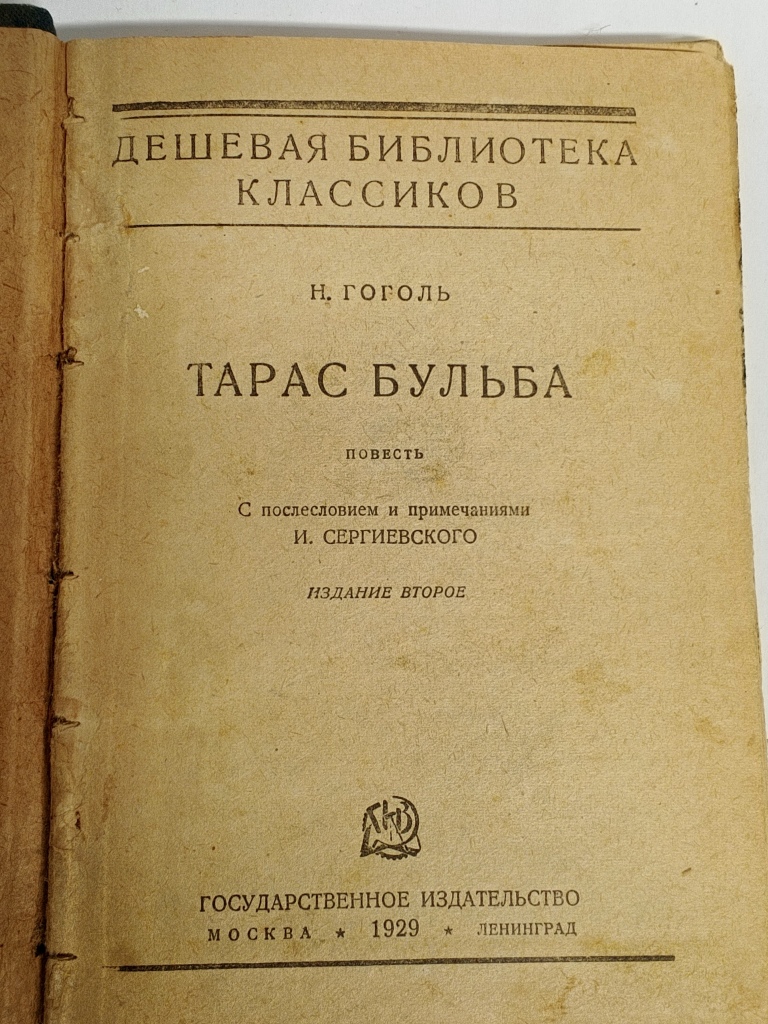 ДЕШЕВАЯ БИБЛИОТЕКА
КЛАССИКОВ
Н. ГОГОЛЬ
ТАРАС БУЛЬБА
ПОВЕСТЬ
С послесловием и примечаниями
И. СЕРГИЕВСКОГО
ИЗДАНИЕ ВТОРОЕ
ГОСУДАРСТВЕННОЕ ИЗДАТЕЛЬСТВО
МОСКВА ★ 1929 ★ ЛЕНИНГРАД